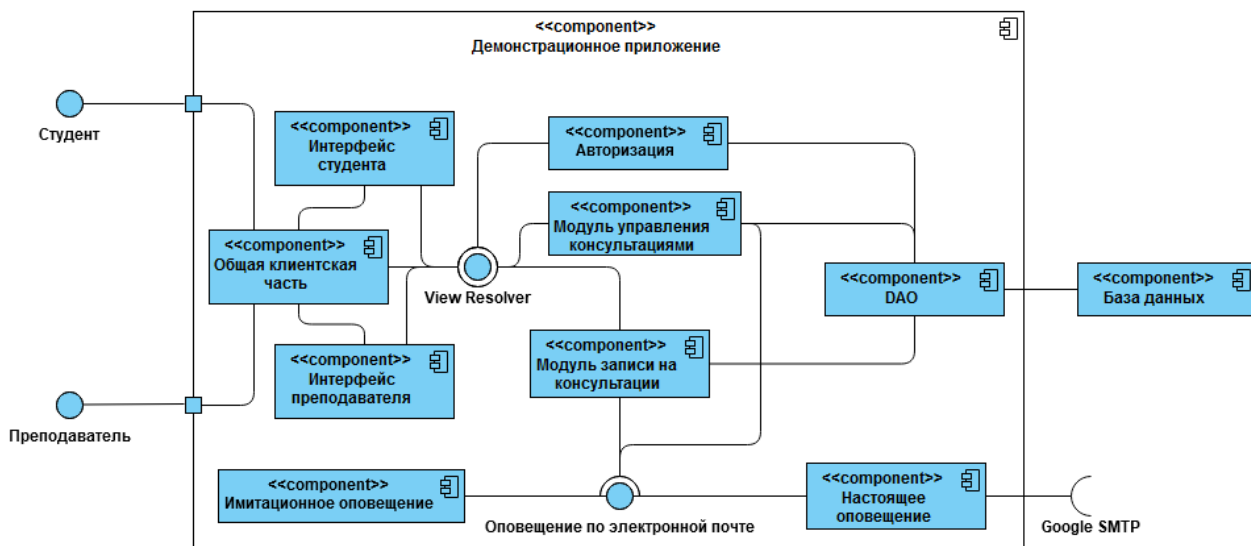 <<component>>
Демонстрационное приложение
Студент
<<component>>
Интерфейс
студента
<<component>>
Авторизация
<<component>>
Модуль управления
консультациями
<<component>>
Общая клиентская
часть
View Resolver
<<component>>
DAO
<<component>>
База данных
<<component>>
Модуль записи на
консультации
<<component>>
Интерфейс
преподавателя
Преподаватель
<<component>>
Имитационное оповещение
Оповещение по электронной почте
<<component>>
Настоящее
оповещение
Google SMTP